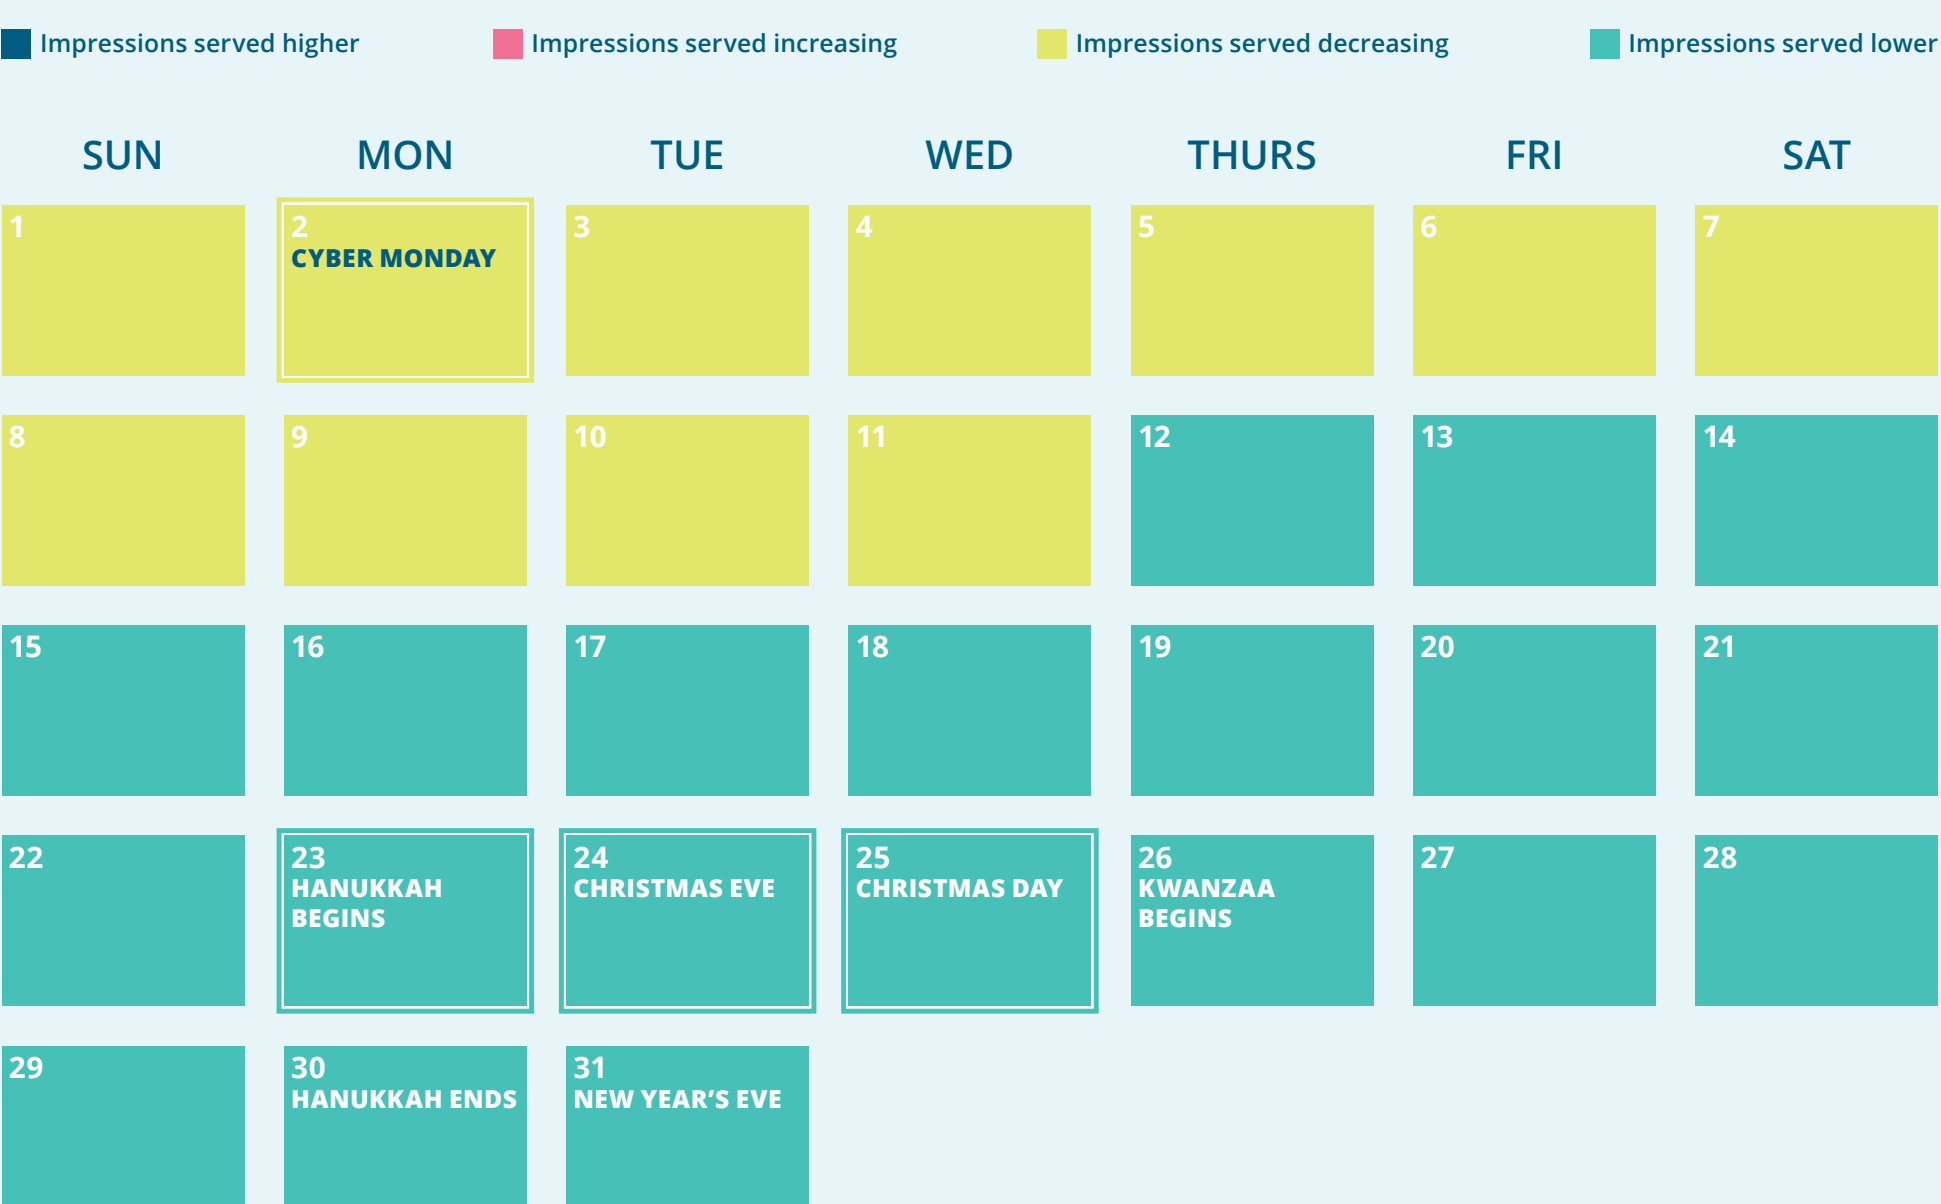 Impressions served higher
Impressions served increasing
Impressions served decreasing
Impressions served lower
SUN
MON
TUE
WED
THURS
FRI
SAT
1
2
CYBER MONDAY
3
4
5
6
7
8
9
10
11
12
13
14
15
16
17
18
19
20
21
22
23
HANUKKAH
BEGINS
24
CHRISTMAS EVE
25
CHRISTMAS DAY
26
KWANZAA
BEGINS
27
28
29
30
HANUKKAH ENDS
31
NEW YEAR’S EVE